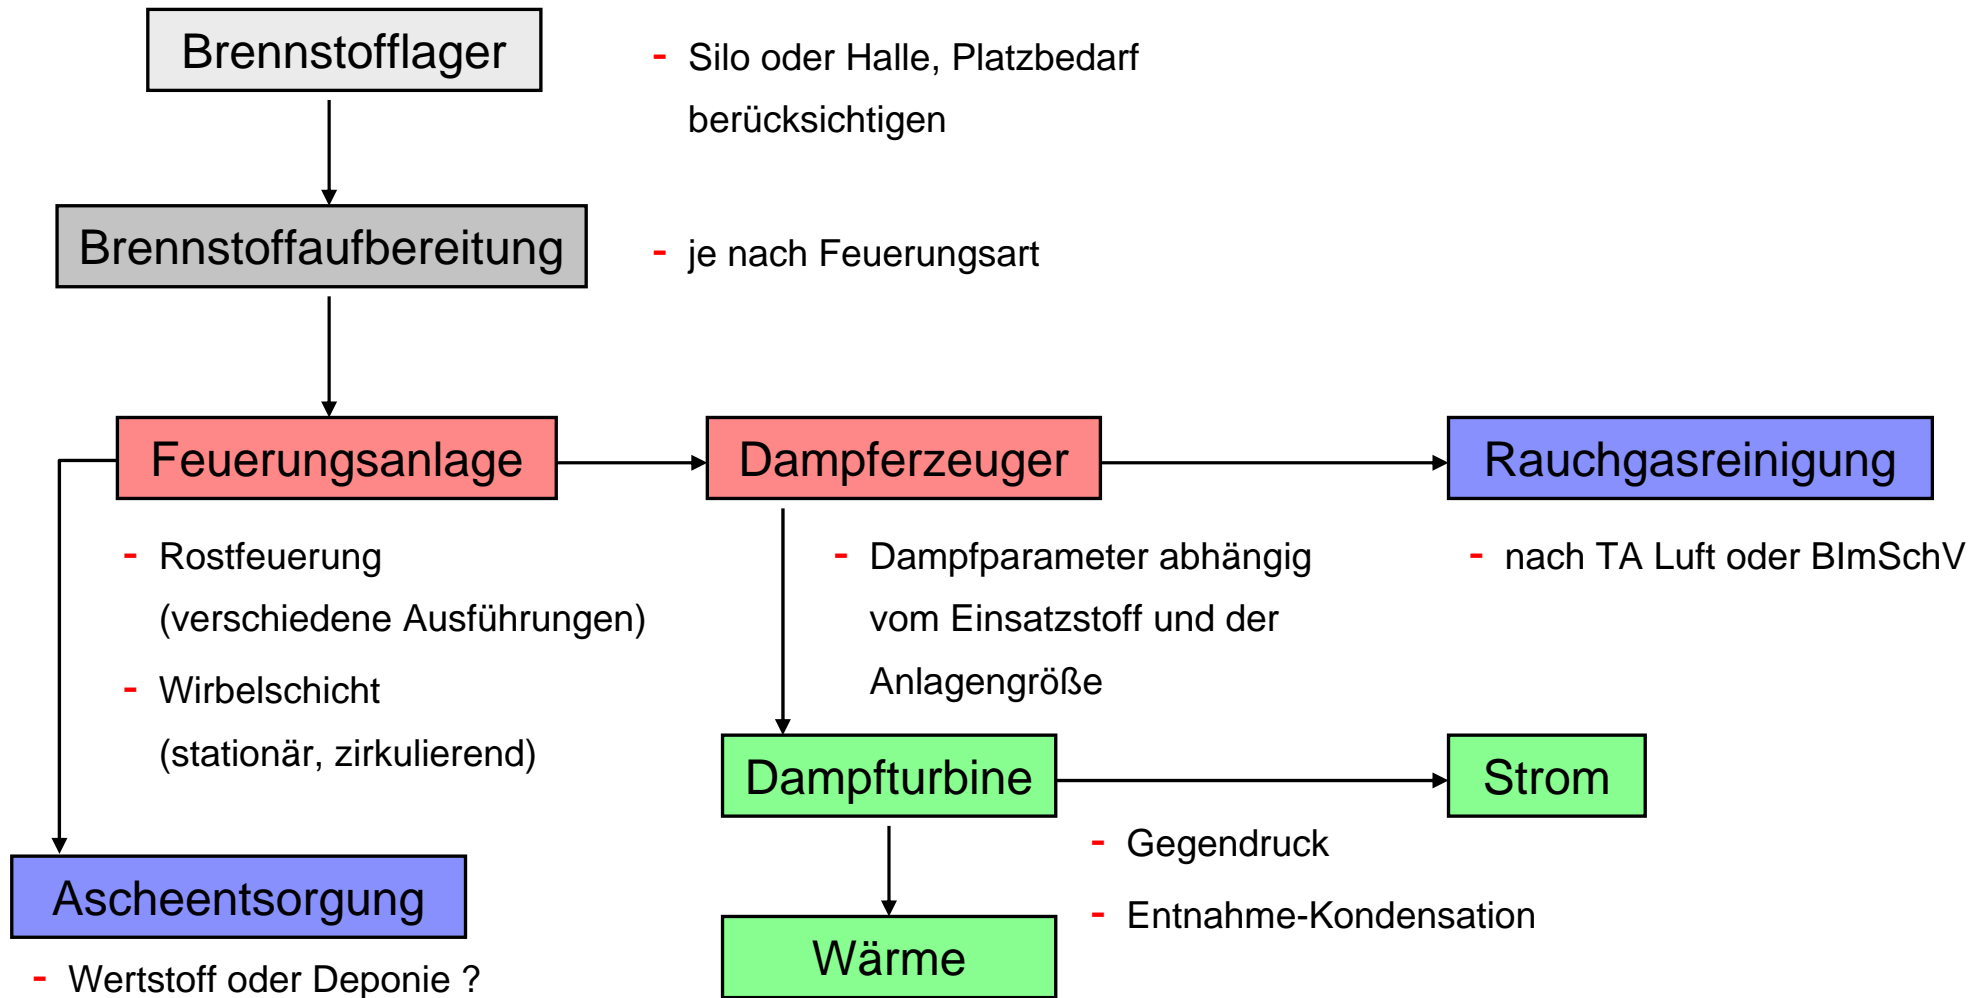 Brennstofflager
- Silo oder Halle, Platzbedarf
berücksichtigen
Brennstoffaufbereitung
- je nach Feuerungsart
Feuerungsanlage
Dampferzeuger
Rauchgasreinigung
- Rostfeuerung
(verschiedene Ausführungen)
- Wirbelschicht
(stationär, zirkulierend)
- Dampfparameter abhängig
vom Einsatzstoff und der
Anlagengröße
- nach TA Luft oder BImSchV
Dampfturbine
Strom
- Gegendruck
- Entnahme-Kondensation
Ascheentsorgung
- Wertstoff oder Deponie ?
Wärme